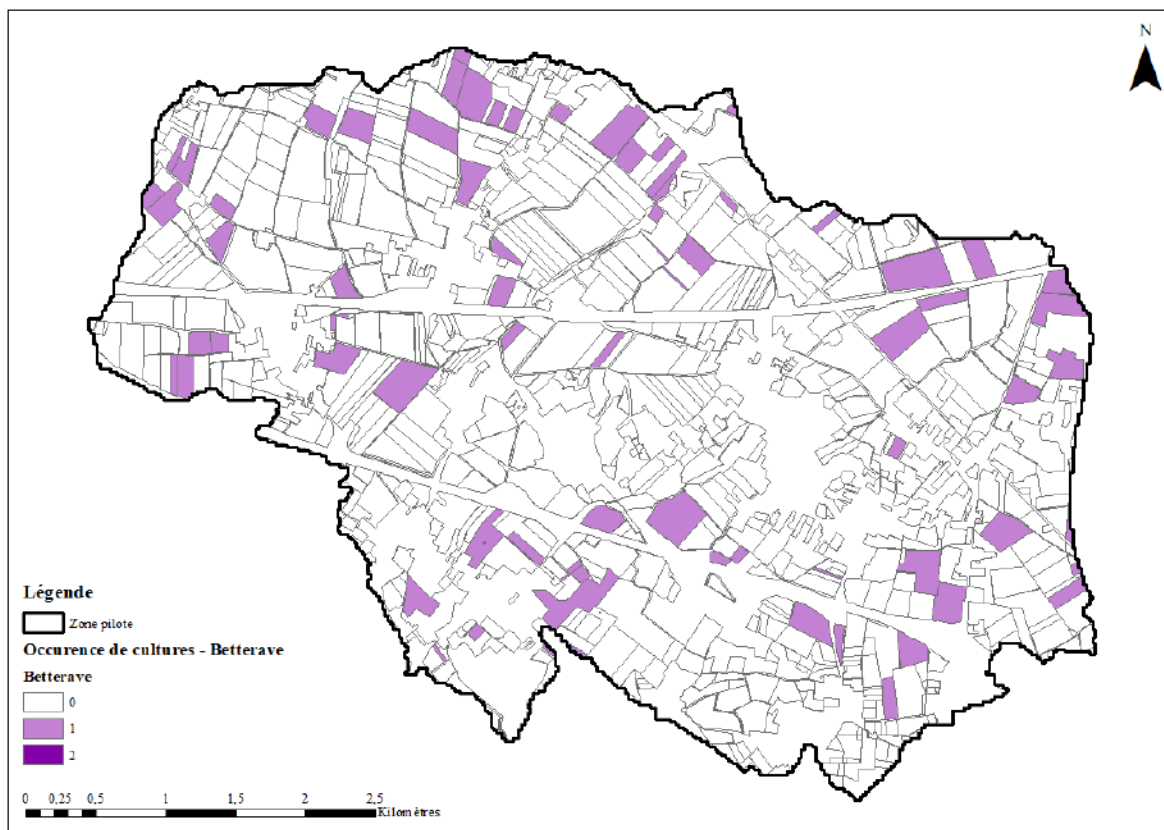 N
Légende
Zone pilote
Occurence de cultures - Betterave
Betterave
0
1
2
0 0,25 0,5 1 1,5 2 2,5
Kilomètres